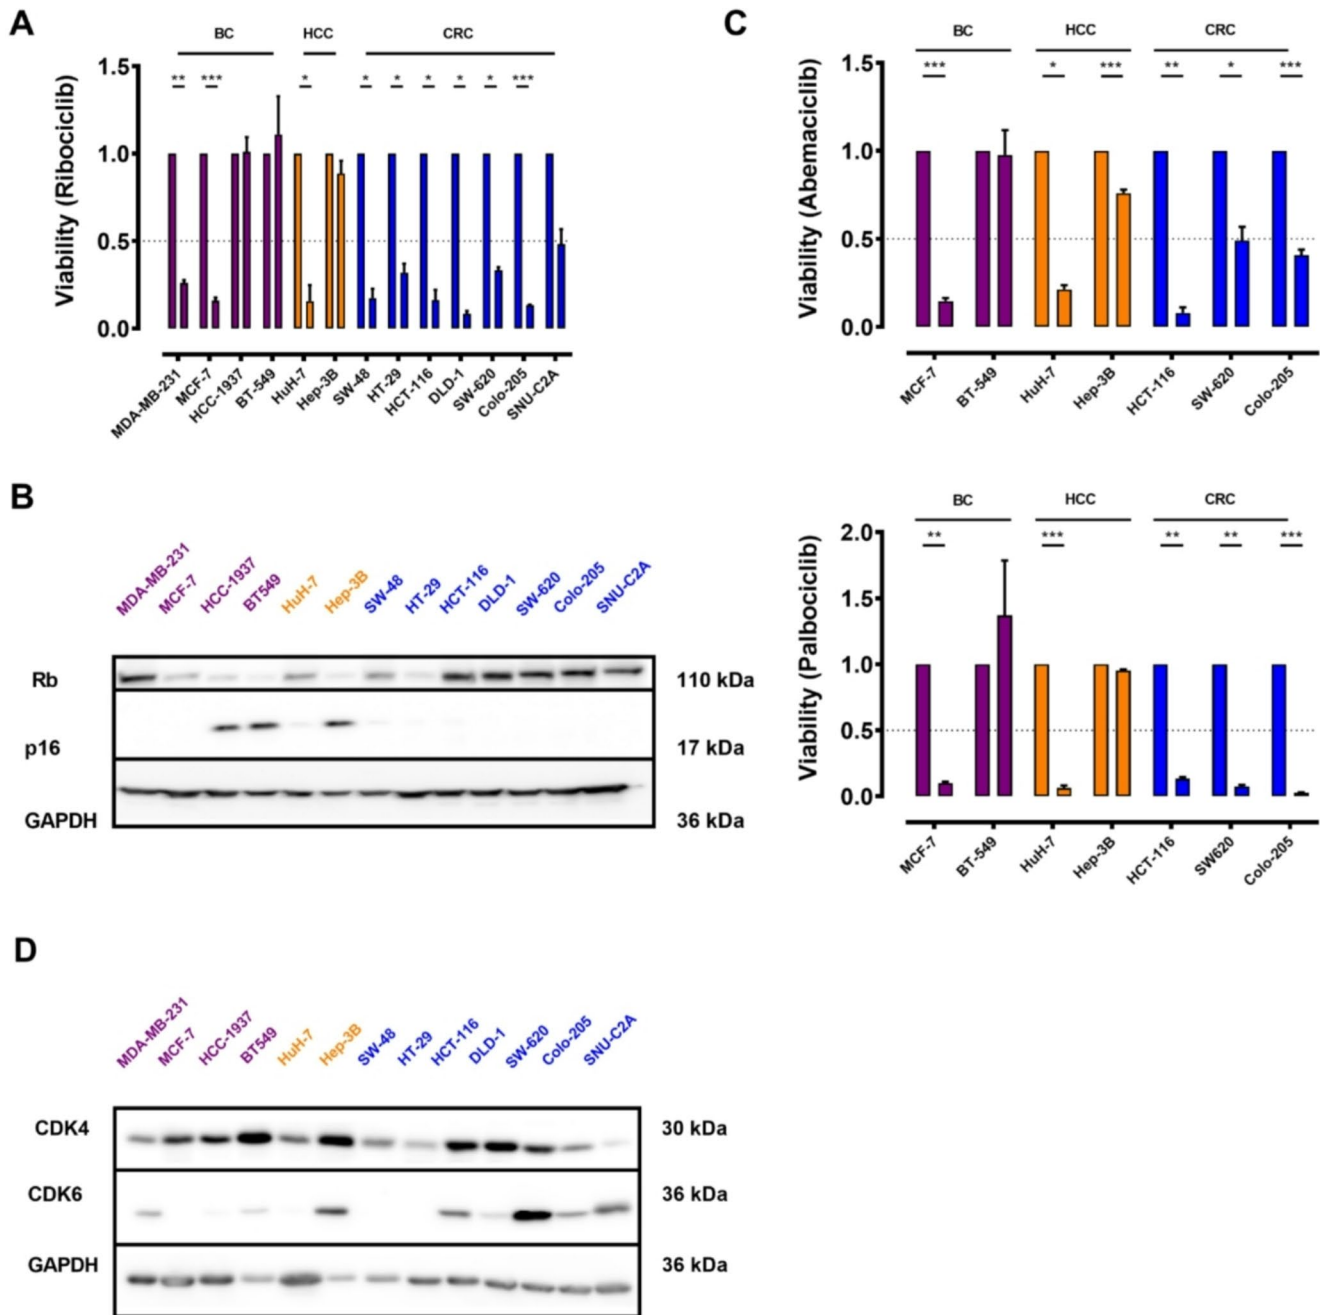 A
BC HCC CRC
** *** * * * * * * ***
Viability (Ribociclib)
1.5
1.0
0.5
0.0
MDA-MB-231 MCF-7 HCC-1937 BT-549 HuH-7 Hep-3B SW-48 HT-29 HCT-116 DLD-1 SW-620 Colo-205 SNU-C2A
B
MDA-MB-231 MCF-7 HCC-1937 BT549 HuH-7 Hep-3B SW-48 HT-29 HCT-116 DLD-1 SW-620 Colo-205 SNU-C2A
Rb 110 kDa
p16 17 kDa
GAPDH 36 kDa
C
BC HCC CRC
*** * *** ** * ***
Viability (Abemaciclib)
1.5
1.0
0.5
0.0
MCF-7 BT-549 HuH-7 Hep-3B HCT-116 SW-620 Colo-205
BC HCC CRC
** *** ** ** ***
Viability (Palbociclib)
2.0
1.5
1.0
0.5
0.0
MCF-7 BT-549 HuH-7 Hep-3B HCT-116 SW620 Colo-205
D
MDA-MB-231 MCF-7 HCC-1937 BT549 HuH-7 Hep-3B SW-48 HT-29 HCT-116 DLD-1 SW-620 Colo-205 SNU-C2A
CDK4 30 kDa
CDK6 36 kDa
GAPDH 36 kDa